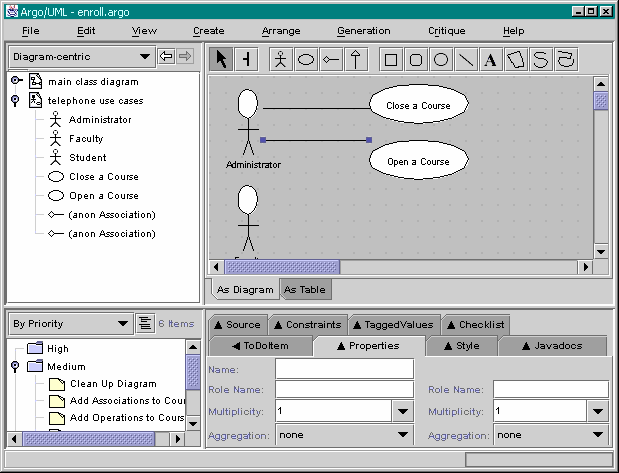 Argo/UML - enroll.argo
File Edit View Create Arrange Generation Critique Help
Diagram-centric
main class diagram
telephone use cases
Administrator
Faculty
Student
Close a Course
Open a Course
(anon Association)
(anon Association)
A
Close a Course
Open a Course
Administrator
As Diagram As Table
By Priority 6 Items
High
Medium
Clean Up Diagram
Add Associations to Cour
Add Operations to Cours
Source Constraints TaggedValues Checklist
ToDoItem Properties Style Javadocs
Name:
Role Name: Role Name:
Multiplicity: 1 Multiplicity: 1
Aggregation: none Aggregation: none